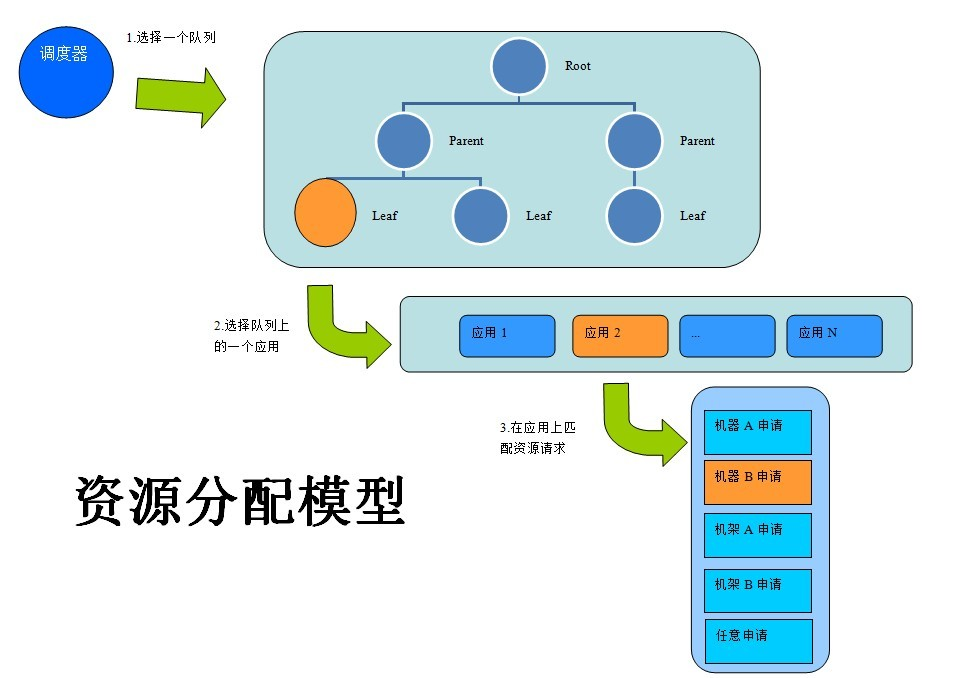 调度器
1.选择一个队列
Root
Parent
Parent
Leaf
Leaf
Leaf
2.选择队列上
的一个应用
应用 1
应用 2
...
应用 N
3.在应用上匹
配资源请求
机器 A 申请
机器 B 申请
机架 A 申请
机架 B 申请
任意申请
资源分配模型